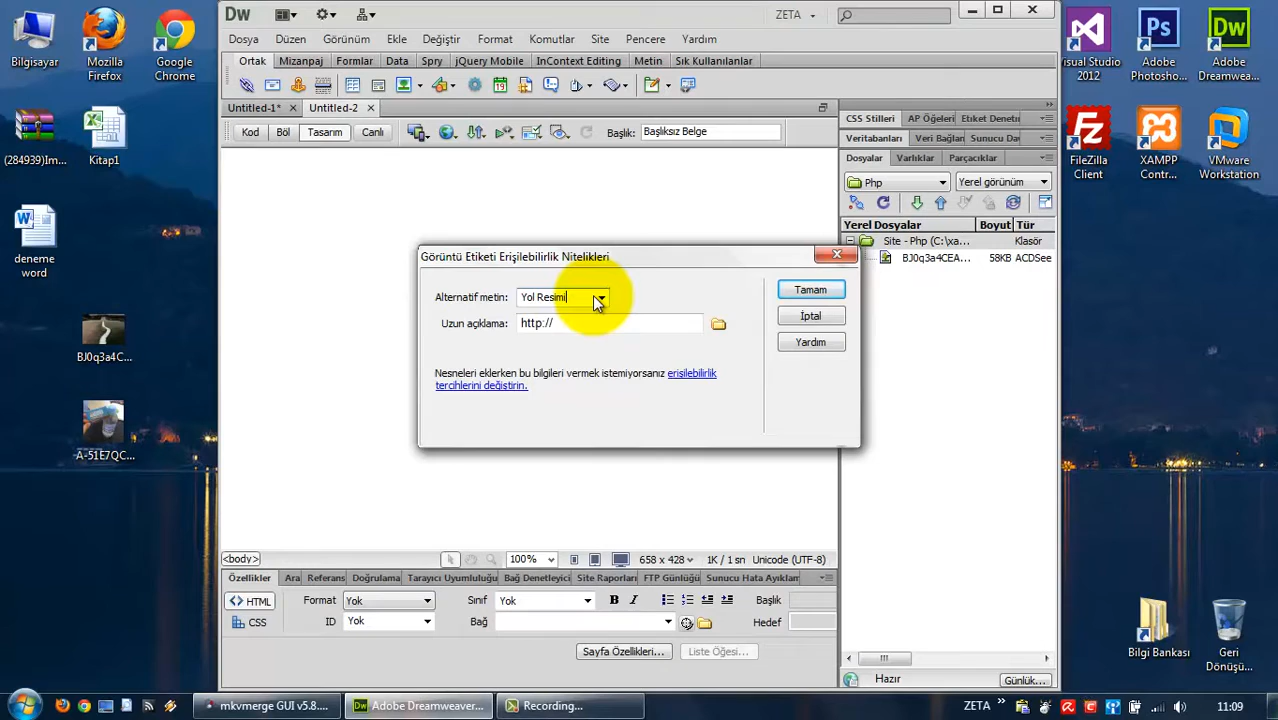 Bilgisayar
Mozilla
Firefox
Google
Chrome
(284939)Im...
Kitap1
deneme
word
BJ0q3a4C...
A-51E7QC...
Dw
ZETA
Dosya Düzen Görünüm Ekle Değiştir Format Komutlar Site Pencere Yardım
Ortak Mizanpaj Formlar Data Spry jQuery Mobile InContext Editing Metin Sık Kullanılanlar
Untitled-1* Untitled-2
Kod Böl Tasarım Canlı Başlık: Başlıksız Belge
CSS Stilleri AP Öğeleri Etiket Denetn
Veritabanları Veri Bağlan Sunucu Dav
Dosyalar Varlıklar Parçacıklar
Php Yerel görünüm
Yerel Dosyalar Boyut Tür
Site - Php (C:\xa... Klasör
BJ0q3a4CEA... 58KB ACDSee
Görüntü Etiketi Erişilebilirlik Nitelikleri
Alternatif metin: Yol Resimi
Uzun açıklama: http://
Tamam
İptal
Yardım
Nesneleri eklerken bu bilgileri vermek istemiyorsanız erişilebilirlik
tercihlerini değiştirin.
<body> 100% 658 x 428 1K / 1 sn Unicode (UTF-8)
Özellikler Ara Referans Doğrulama Tarayıcı Uyumluluğu Bağ Denetleyici Site Raporları FTP Günlüğü Sunucu Hata Ayıklam
HTML Format Yok Sınıf Yok B I Başlık
CSS ID Yok Bağ Hedef
Sayfa Özellikleri... Liste Öğesi...
Hazır Günlük...
Visual Studio
2012
Ps
Adobe
Photosho...
Dw
Adobe
Dreamwea...
FileZilla
Client
XAMPP
Contr...
VMware
Workstation
Bilgi Bankası
Geri
Dönüşü...
mkvmerge GUI v5.8.... Adobe Dreamweaver... Recording... ZETA 11:09